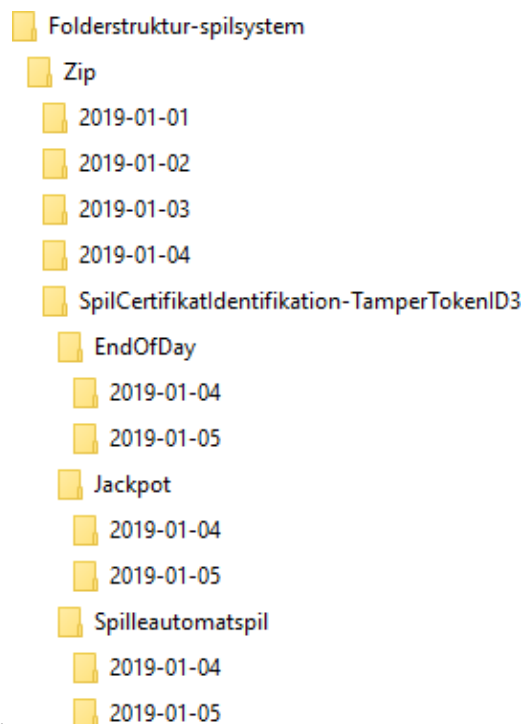 Folderstruktur-spilsystem
Zip
2019-01-01
2019-01-02
2019-01-03
2019-01-04
SpilCertifikatIdentifikation-TamperTokenID3
EndOfDay
2019-01-04
2019-01-05
Jackpot
2019-01-04
2019-01-05
Spilleautomatspil
2019-01-04
2019-01-05